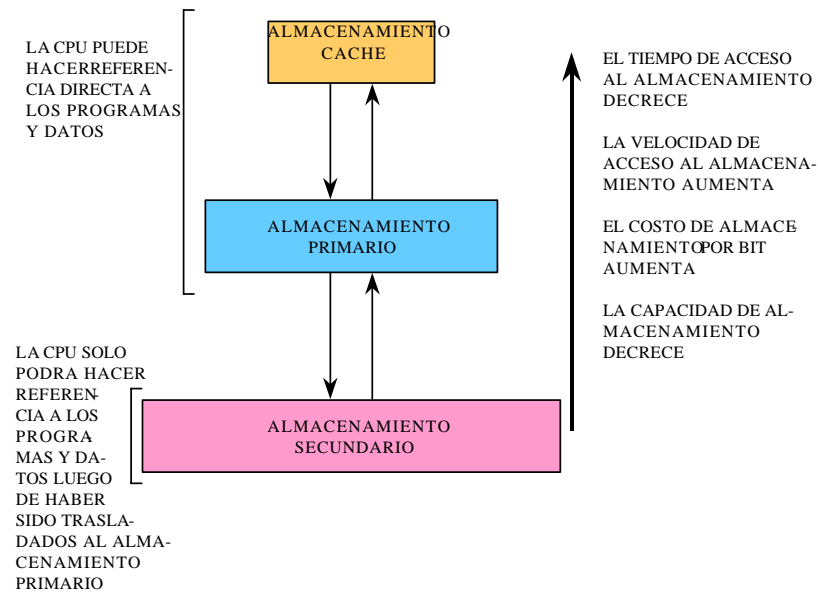 LA CPU PUEDE
HACERREFEREN-
CIA DIRECTA A
LOS PROGRAMAS
Y DATOS
ALMACENAMIENTO
CACHE
EL TIEMPO DE ACCESO
AL ALMACENAMIENTO
DECRECE
LA VELOCIDAD DE
ACCESO AL ALMACENA-
MIENTO AUMENTA
EL COSTO DE ALMACE-
NAMIENTOPOR BIT
AUMENTA
LA CAPACIDAD DE AL-
MACENAMIENTO
DECRECE
ALMACENAMIENTO
PRIMARIO
LA CPU SOLO
PODRA HACER
REFEREN-
CIA A LOS
PROGRA-
MAS Y DA-
TOS LUEGO
DE HABER
SIDO TRASLA-
DADOS AL ALMA-
CENAMIENTO
PRIMARIO
ALMACENAMIENTO
SECUNDARIO